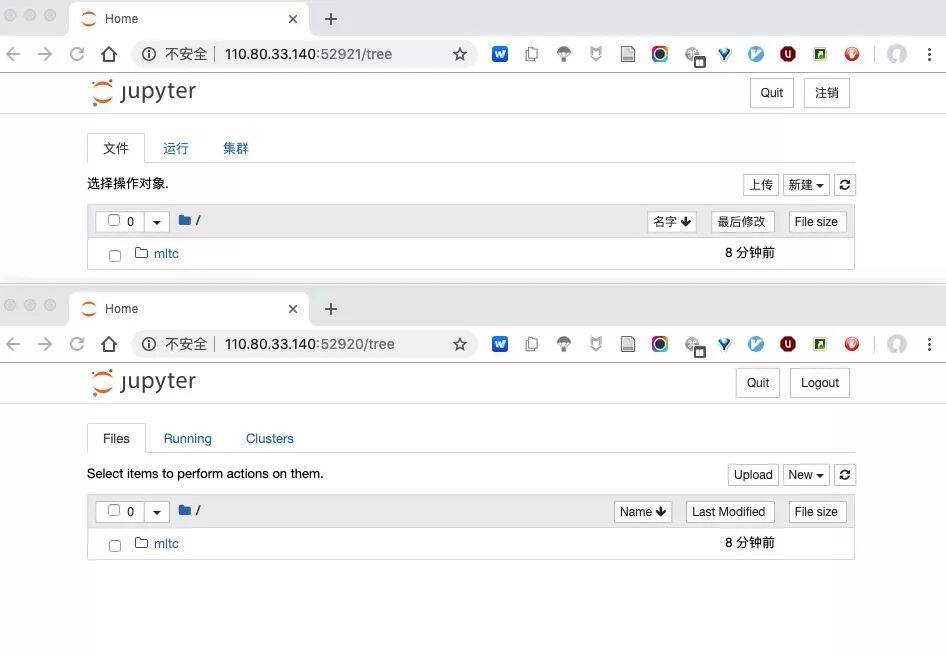 Home
不安全 110.80.33.140:52921/tree
jupyter Quit 注销
文件 运行 集群
选择操作对象. 上传 新建
0 / 名字 最后修改 File size
mltc 8 分钟前
Home
不安全 110.80.33.140:52920/tree
jupyter Quit Logout
Files Running Clusters
Select items to perform actions on them. Upload New
0 / Name Last Modified File size
mltc 8 分钟前